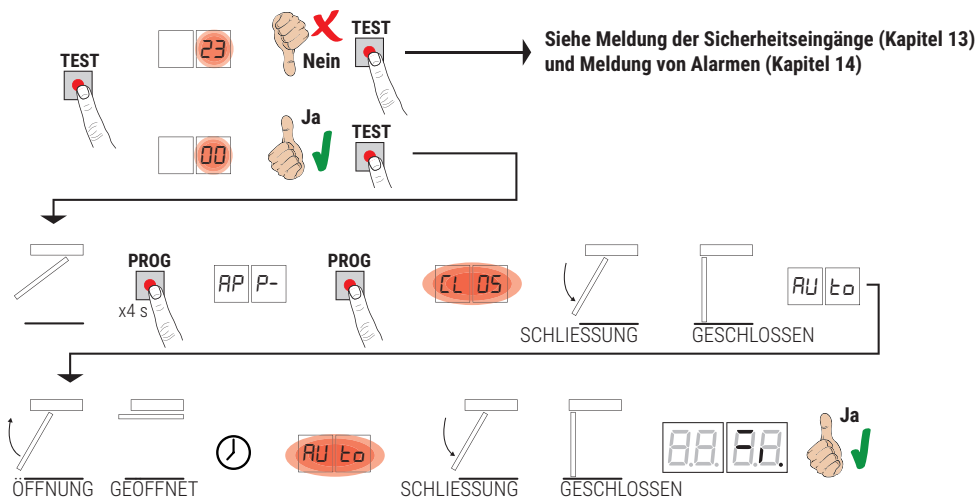 TEST
23
Nein
TEST
Siehe Meldung der Sicherheitseingänge (Kapitel 13)
und Meldung von Alarmen (Kapitel 14)
00
Ja
TEST
PROG
x4 s
AP P-
PROG
CL OS
SCHLIESSUNG
GESCHLOSSEN
AU to
ÖFFNUNG
GEÖFFNET
AU to
SCHLIESSUNG
GESCHLOSSEN
Ja